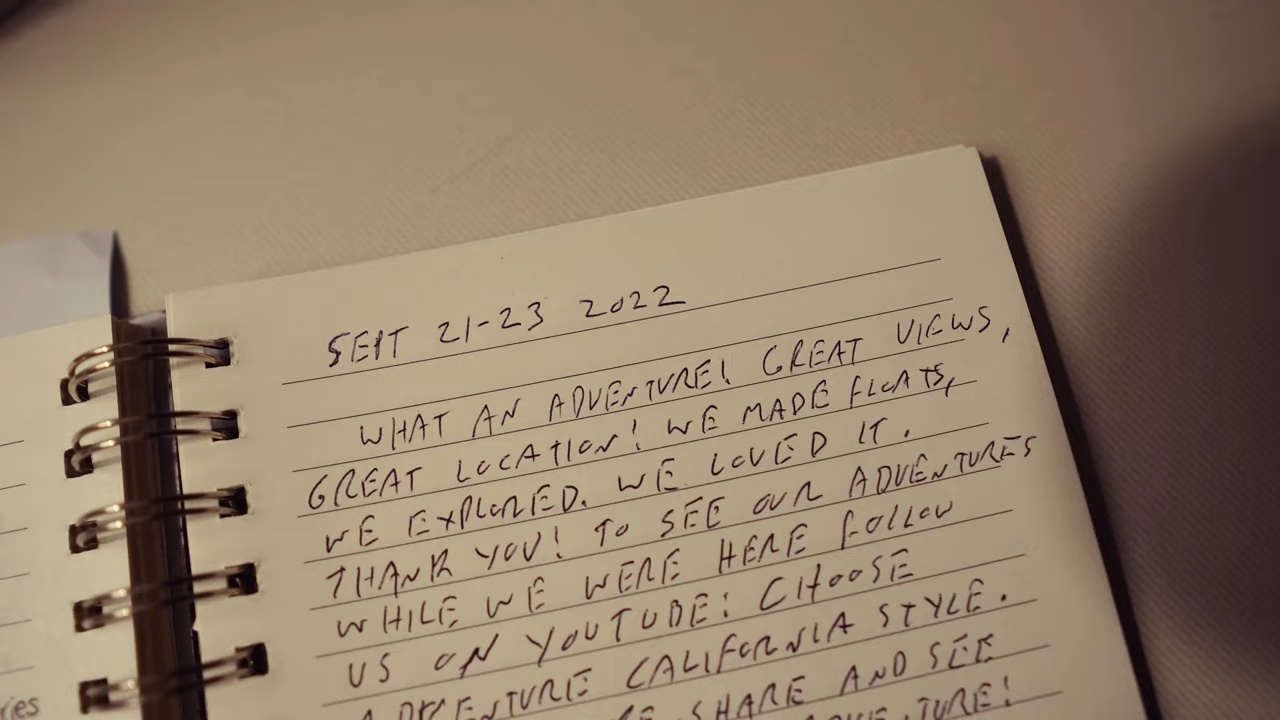 SEPT 21-23 2022
WHAT AN ADVENTURE! GREAT VIEWS,
GREAT LOCATION! WE MADE FLOATS,
WE EXPLORED. WE LOVED IT.
THANK YOU! TO SEE OUR ADVENTURES
WHILE WE WERE HERE FOLLOW
US ON YOUTUBE: CHOOSE
ADVENTURE CALIFORNIA STYLE.
SHARE AND SEE